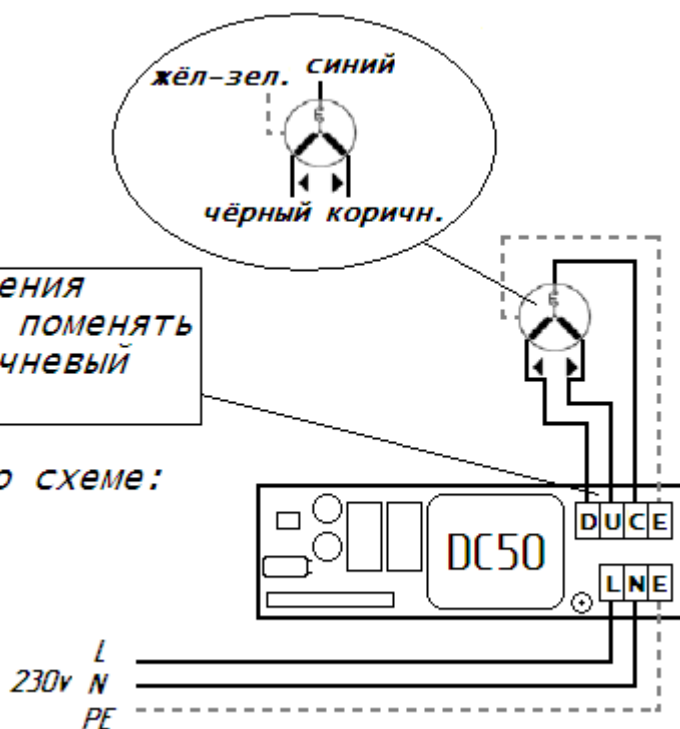 жёл-зел. синий
чёрный коричн.
ения
поменять
чневый
о схеме:
D U C E
DC50
L N E
L
230v N
PE